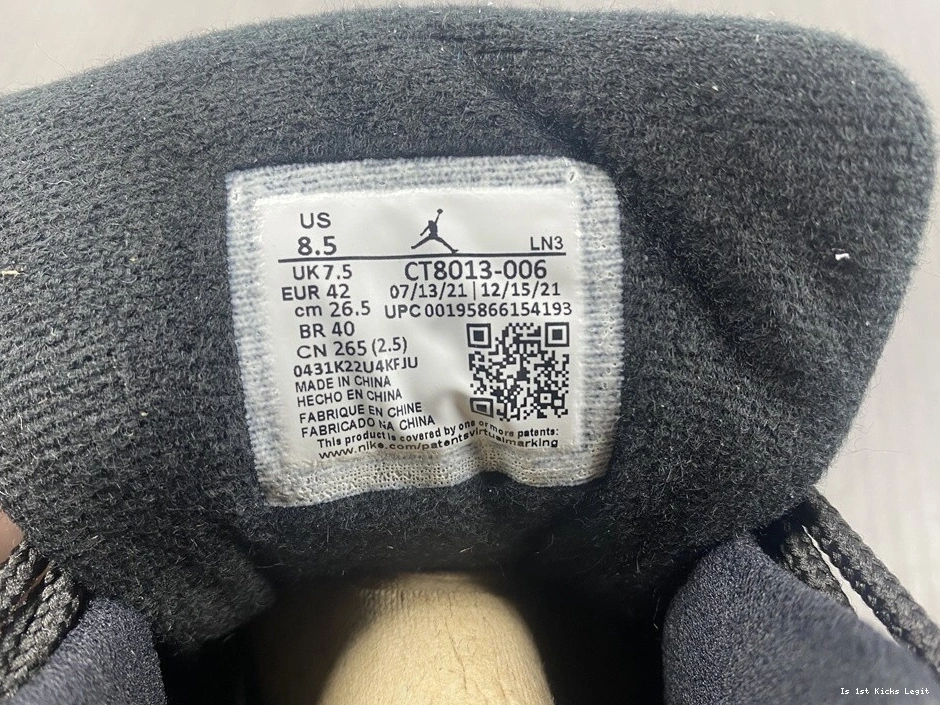 US
8.5
LN3
UK 7.5
CT8013-006
EUR 42
07/13/21 | 12/15/21
cm 26.5
UPC 00195866154193
BR 40
CN 265 (2.5)
0431K22U4KFJU
MADE IN CHINA
HECHO EN CHINA
FABRIQUE EN CHINE
FABRICADO NA CHINA
This product is covered by one or more patents:
www.nike.com/patentsvirtualmarking
Is 1st Kicks Legit